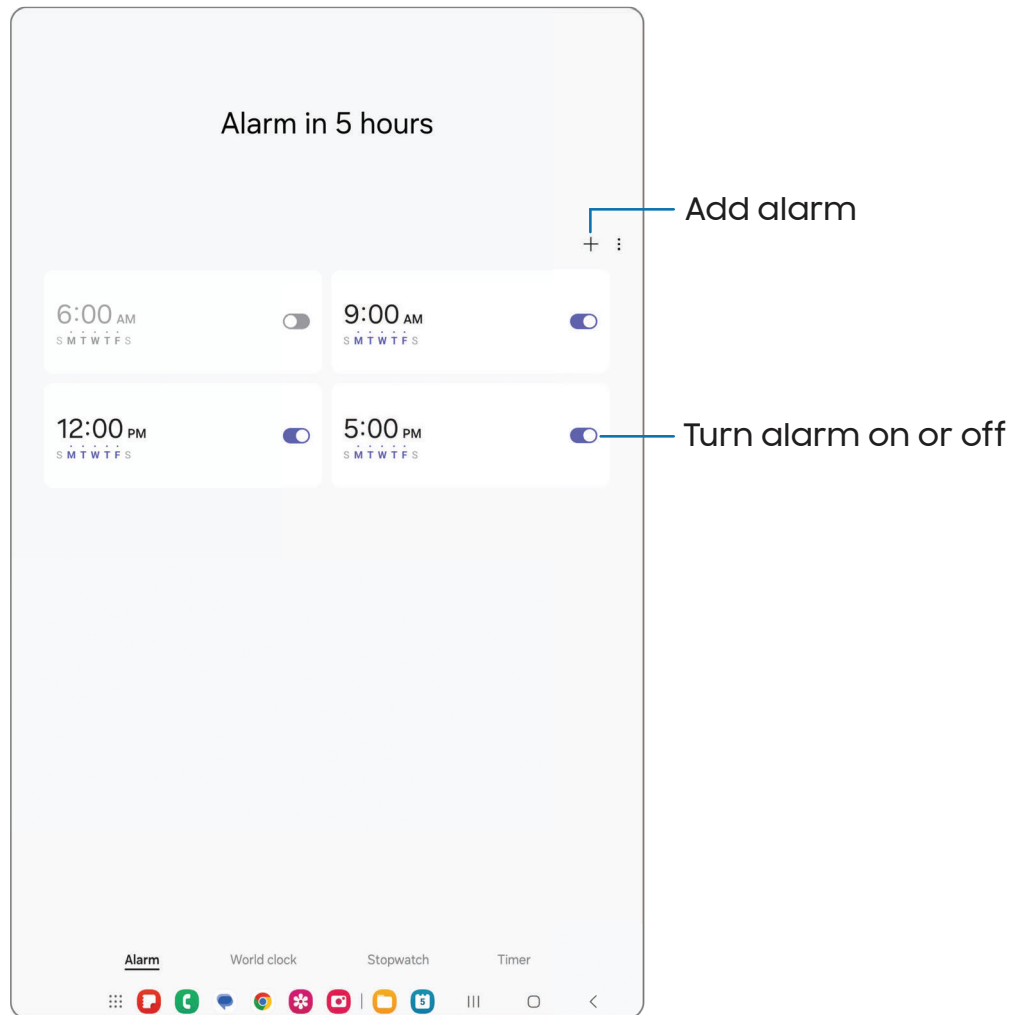 Alarm in 5 hours
Add alarm
6:00 AM
S M T W T F S
9:00 AM
S M T W T F S
12:00 PM
S M T W T F S
5:00 PM
S M T W T F S
Turn alarm on or off
Alarm World clock Stopwatch Timer
5